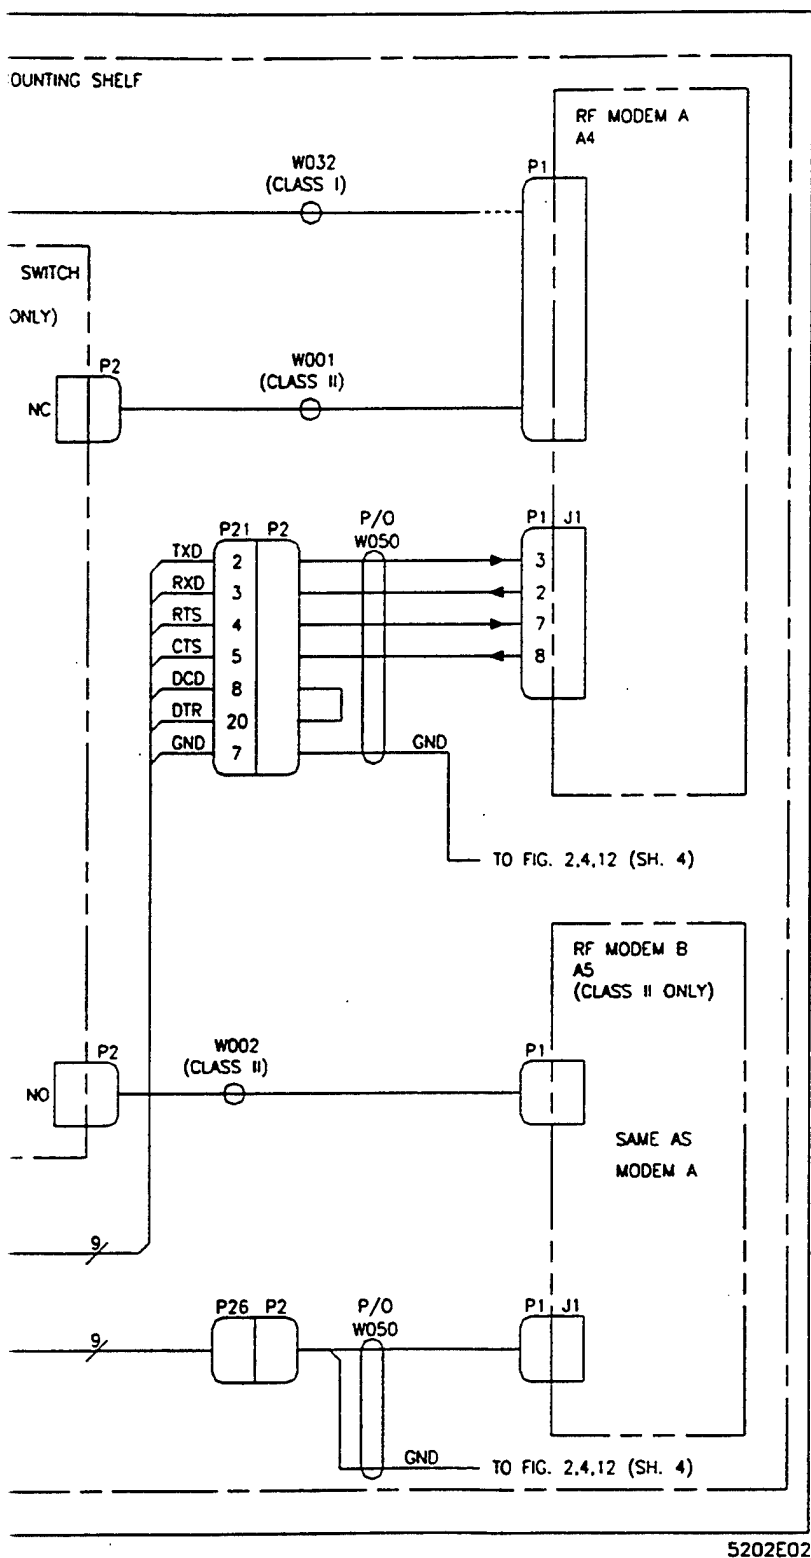 OUNTING SHELF
RF MODEM A
A4
P1
W032
(CLASS I)
SWITCH
ONLY)
P2
NC
W001
(CLASS II)
P21 P2
P/O
W050
P1 J1
TXD 2 3
RXD 3 2
RTS 4 7
CTS 5 8
DCD 8
DTR 20
GND 7 GND
TO FIG. 2,4,12 (SH. 4)
RF MODEM B
A5
(CLASS II ONLY)
P2
NO
W002
(CLASS II)
P1
SAME AS
MODEM A
9
P26 P2
P/O
W050
P1 J1
9
GND
TO FIG. 2,4,12 (SH. 4)
5202E02